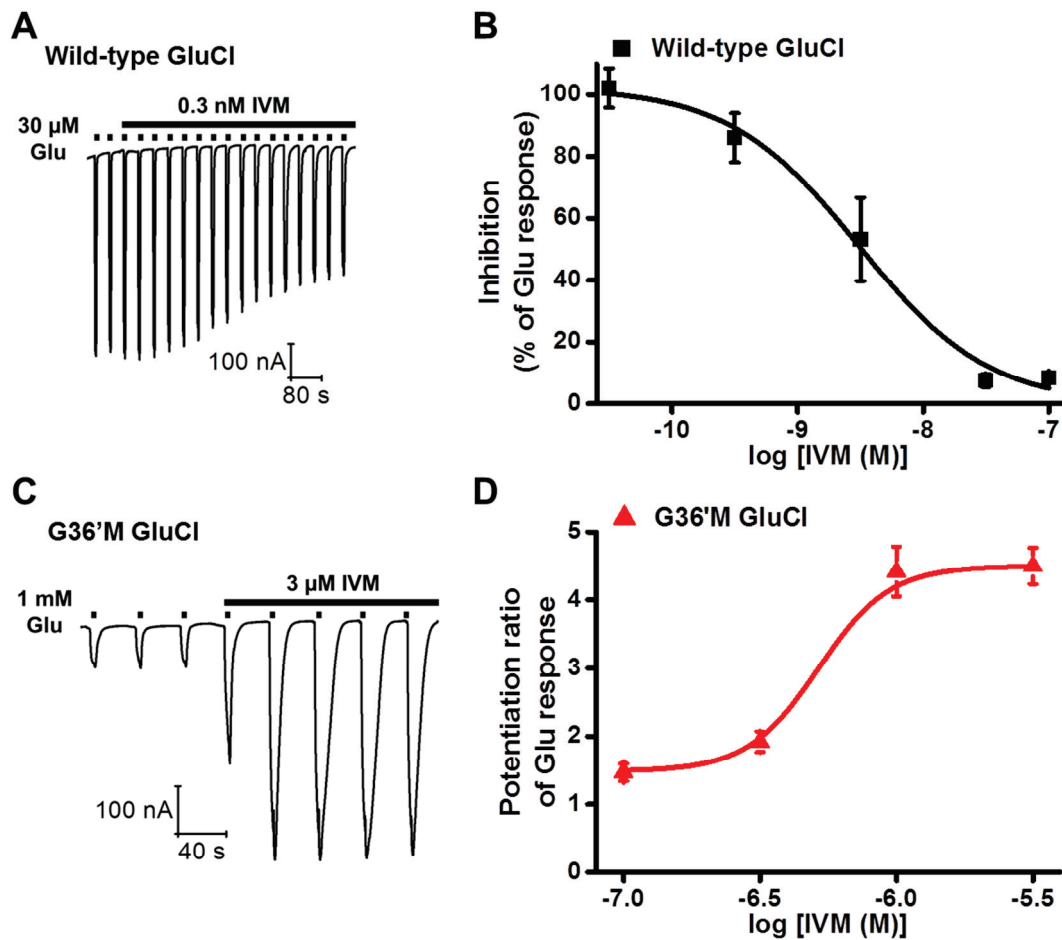 A
Wild-type GluCl
0.3 nM IVM
30 µM
Glu
100 nA
80 s
B
Wild-type GluCl
Inhibition
(% of Glu response)
100
80
60
40
20
0
-10
-9
-8
-7
log [IVM (M)]
C
G36’M GluCl
3 µM IVM
1 mM
Glu
100 nA
40 s
D
G36'M GluCl
Potentiation ratio
of Glu response
5
4
3
2
1
0
-7.0
-6.5
-6.0
-5.5
log [IVM (M)]